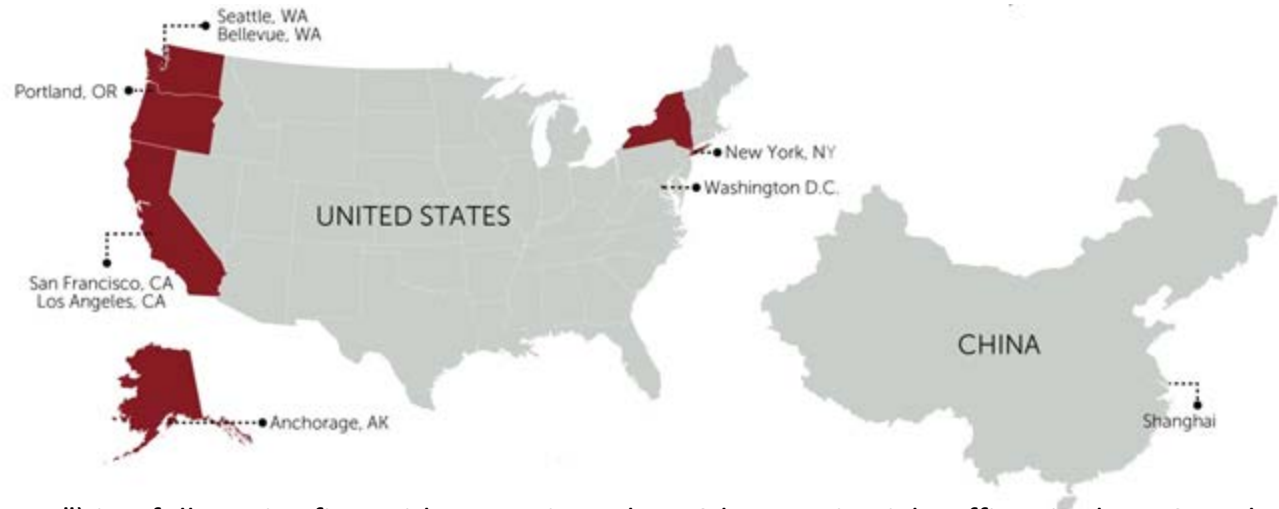 Seattle, WA
Bellevue, WA
Portland, OR
New York, NY
Washington D.C.
UNITED STATES
San Francisco, CA
Los Angeles, CA
CHINA
Anchorage, AK
Shanghai